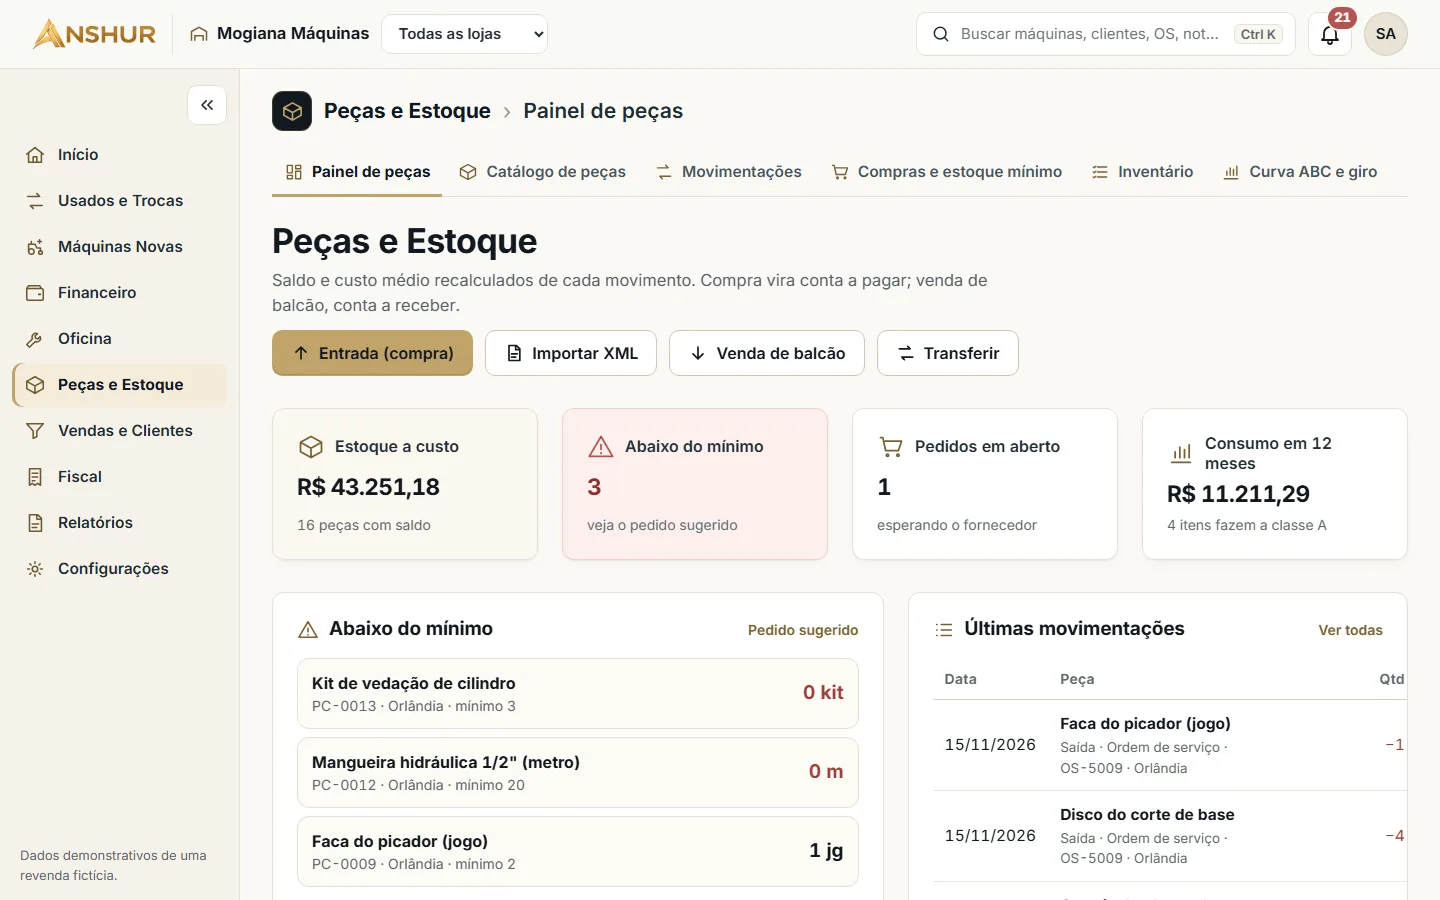 ANSHUR
Mogiana Máquinas
Todas as lojas
Buscar máquinas, clientes, OS, not...
Ctrl K
21
SA
Início
Usados e Trocas
Máquinas Novas
Financeiro
Oficina
Peças e Estoque
Vendas e Clientes
Fiscal
Relatórios
Configurações
Dados demonstrativos de uma
revenda fictícia.
Peças e Estoque › Painel de peças
Painel de peças
Catálogo de peças
Movimentações
Compras e estoque mínimo
Inventário
Curva ABC e giro
Peças e Estoque
Saldo e custo médio recalculados de cada movimento. Compra vira conta a pagar; venda de
balcão, conta a receber.
Entrada (compra)
Importar XML
Venda de balcão
Transferir
Estoque a custo
R$ 43.251,18
16 peças com saldo
Abaixo do mínimo
3
veja o pedido sugerido
Pedidos em aberto
1
esperando o fornecedor
Consumo em 12
meses
R$ 11.211,29
4 itens fazem a classe A
Abaixo do mínimo
Pedido sugerido
Kit de vedação de cilindro
PC-0013 · Orlândia · mínimo 3
0 kit
Mangueira hidráulica 1/2" (metro)
PC-0012 · Orlândia · mínimo 20
0 m
Faca do picador (jogo)
PC-0009 · Orlândia · mínimo 2
1 jg
Últimas movimentações
Ver todas
Data
Peça
Qtd
15/11/2026
Faca do picador (jogo)
Saída · Ordem de serviço ·
OS-5009 · Orlândia
−1
15/11/2026
Disco do corte de base
Saída · Ordem de serviço ·
OS-5009 · Orlândia
−4